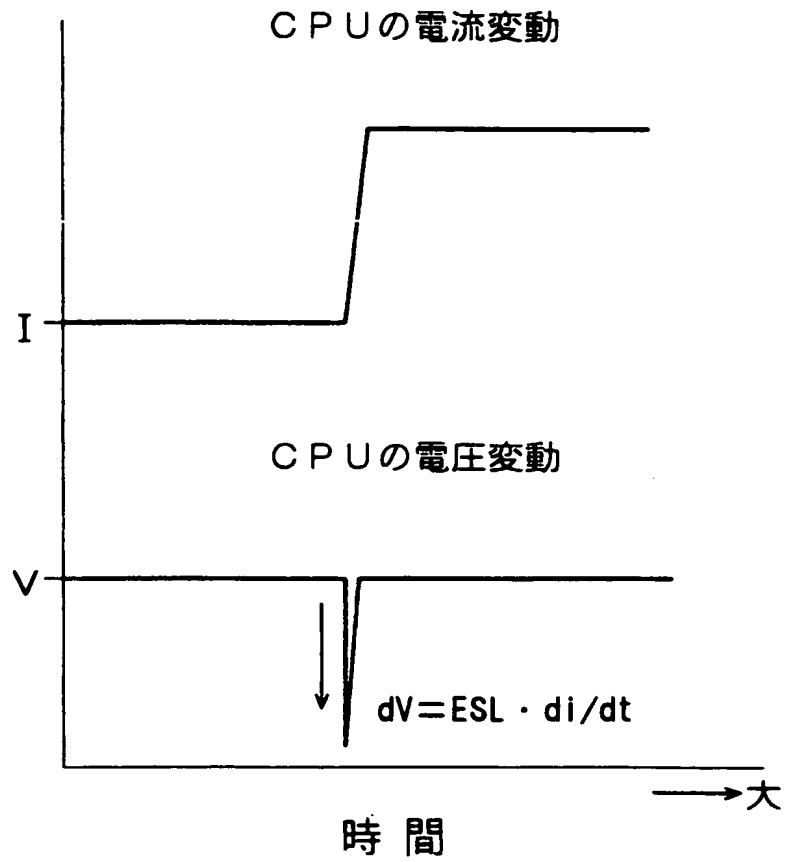 CPUの電流変動
I
CPUの電圧変動
V
dV=ESL・di/dt
大
時間